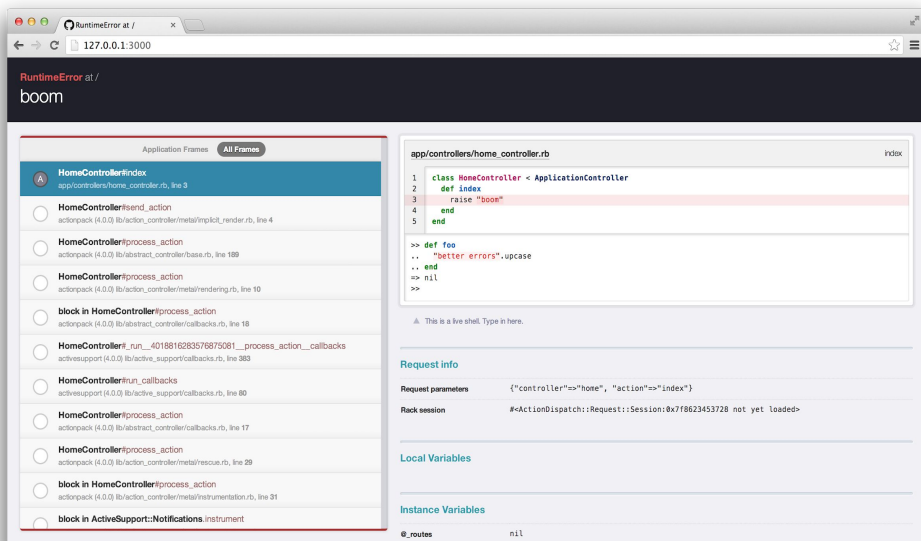 RuntimeError at /
127.0.0.1:3000
RuntimeError at /
boom
Application Frames All Frames
A
HomeController#index
app/controllers/home_controller.rb, line 3
HomeController#send_action
actionpack (4.0.0) lib/action_controller/metal/implicit_render.rb, line 4
HomeController#process_action
actionpack (4.0.0) lib/abstract_controller/base.rb, line 189
HomeController#process_action
actionpack (4.0.0) lib/action_controller/metal/rendering.rb, line 10
block in HomeController#process_action
actionpack (4.0.0) lib/abstract_controller/callbacks.rb, line 18
HomeController#_run__4018816283576875081__process_action__callbacks
activesupport (4.0.0) lib/active_support/callbacks.rb, line 383
HomeController#run_callbacks
activesupport (4.0.0) lib/active_support/callbacks.rb, line 80
HomeController#process_action
actionpack (4.0.0) lib/abstract_controller/callbacks.rb, line 17
HomeController#process_action
actionpack (4.0.0) lib/action_controller/metal/rescue.rb, line 29
block in HomeController#process_action
actionpack (4.0.0) lib/action_controller/metal/instrumentation.rb, line 31
block in ActiveSupport::Notifications.instrument
app/controllers/home_controller.rb index
1 class HomeController < ApplicationController
2 def index
3 raise "boom"
4 end
5 end
>> def foo
.. "better errors".upcase
.. end
=> nil
>>
This is a live shell. Type in here.
Request info
Request parameters {"controller"=>"home", "action"=>"index"}
Rack session #<ActionDispatch::Request::Session:0x7f8623453728 not yet loaded>
Local Variables
Instance Variables
@_routes nil